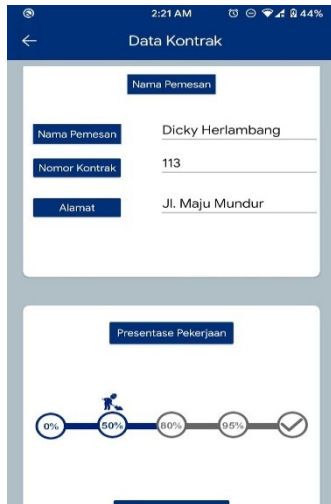 2:21 AM 44%
Data Kontrak
Nama Pemesan
Nama Pemesan Dicky Herlambang
Nomor Kontrak 113
Alamat Jl. Maju Mundur
Presentase Pekerjaan
0% 50% 80% 95%